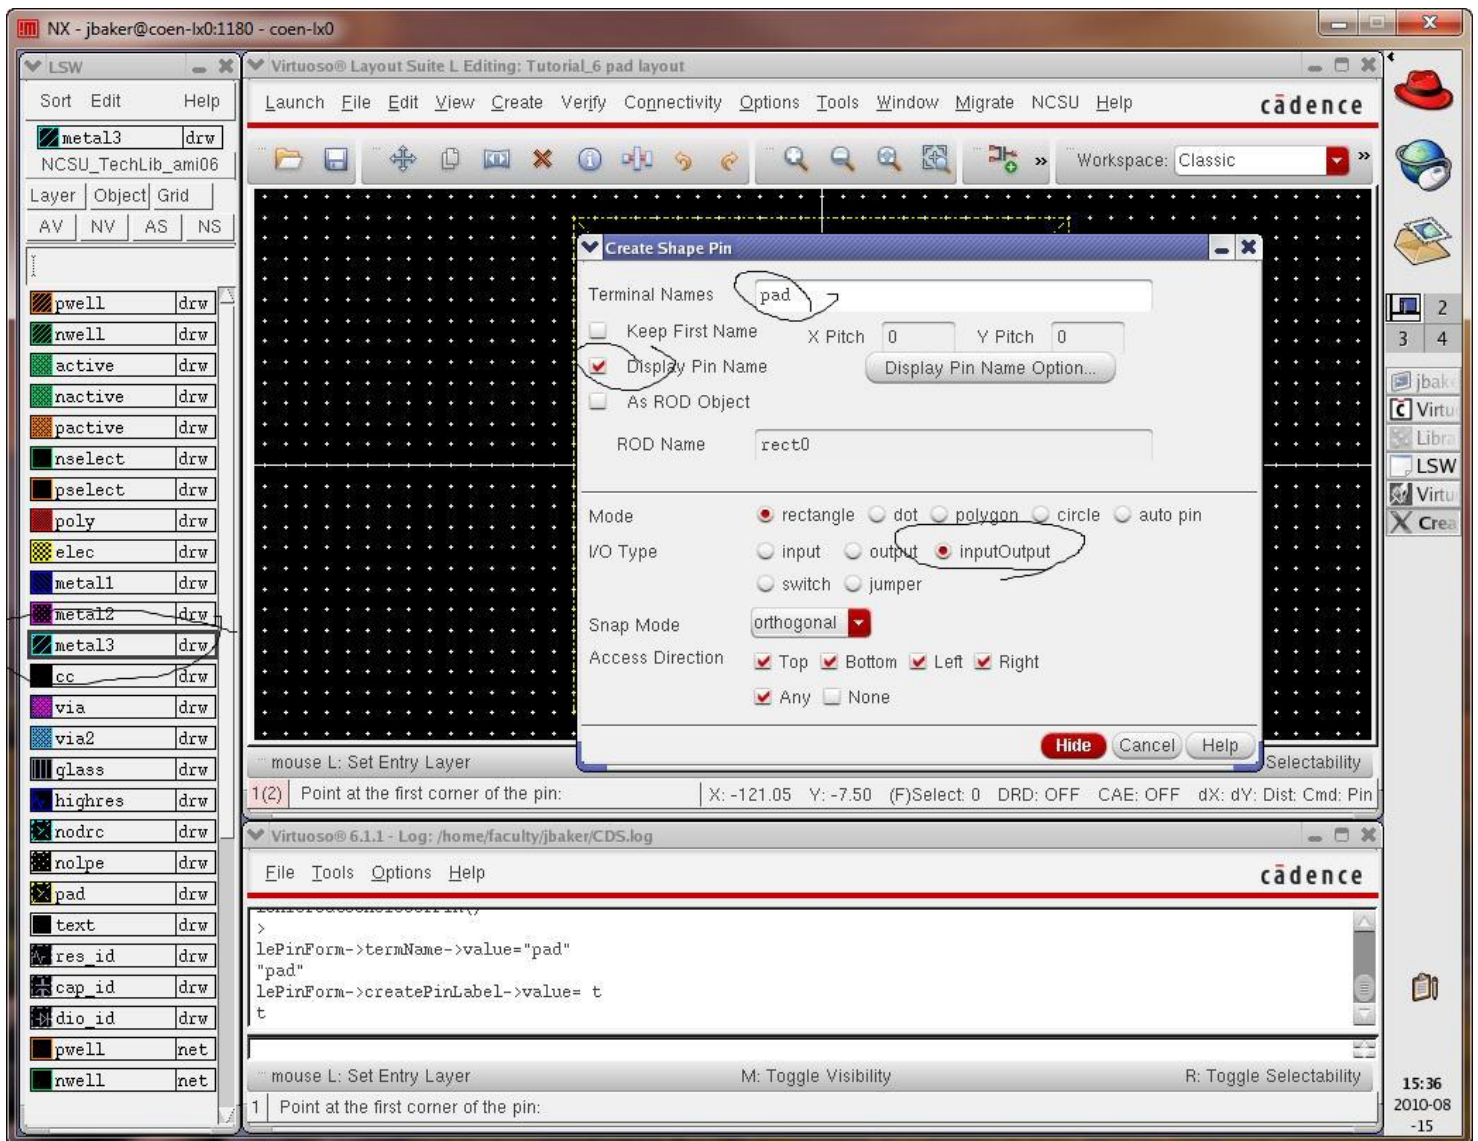 NX - jbaker@coen-lx0:1180 - coen-lx0
LSW
Sort Edit Help
metal3 drw
NCSU_TechLib_ami06
Layer Object Grid
AV NV AS NS
pwell drw
nwell drw
active drw
nactive drw
pactive drw
nselect drw
pselect drw
poly drw
elec drw
metal1 drw
metal2 drw
metal3 drw
cc drw
via drw
via2 drw
glass drw
highres drw
nodrc drw
nolpe drw
pad drw
text drw
res_id drw
cap_id drw
dio_id drw
pwell net
nwell net
Virtuoso® Layout Suite L Editing: Tutorial_6 pad layout
Launch File Edit View Create Verify Connectivity Options Tools Window Migrate NCSU Help
cādence
» Workspace: Classic »
Create Shape Pin
Terminal Names pad
Keep First Name X Pitch 0 Y Pitch 0
Display Pin Name Display Pin Name Option...
As ROD Object
ROD Name rect0
Mode rectangle dot polygon circle auto pin
I/O Type input output inputOutput
switch jumper
Snap Mode orthogonal
Access Direction Top Bottom Left Right
Any None
Hide Cancel Help
mouse L: Set Entry Layer Selectability
1(2) Point at the first corner of the pin: X: -121.05 Y: -7.50 (F)Select: 0 DRD: OFF CAE: OFF dX: dY: Dist: Cmd: Pin
Virtuoso® 6.1.1 - Log: /home/faculty/jbaker/CDS.log
File Tools Options Help
cādence
>
lePinForm->termName->value="pad"
"pad"
lePinForm->createPinLabel->value= t
t
mouse L: Set Entry Layer M: Toggle Visibility R: Toggle Selectability
1 Point at the first corner of the pin:
2
3 4
jbak
Virtu
Libra
LSW
Virtu
Crea
15:36
2010-08
-15